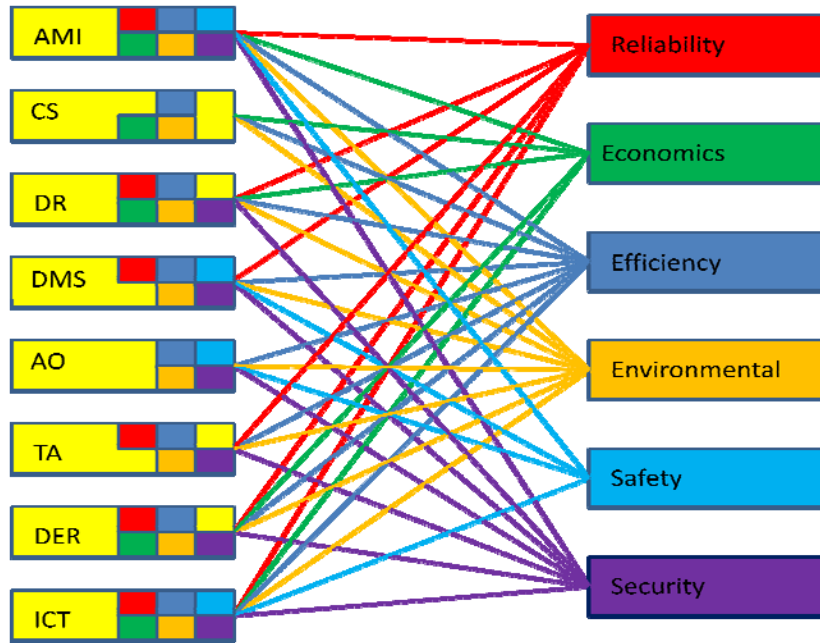 AMI
CS
DR
DMS
AO
TA
DER
ICT
Reliability
Economics
Efficiency
Environmental
Safety
Security